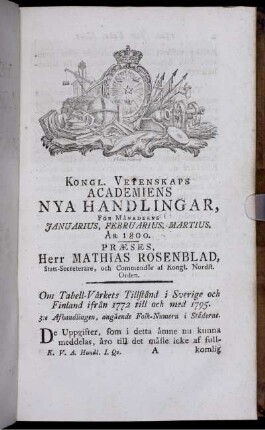 KONGL. VETENSKAPS
ACADEMIENS
NYA HANDLINGAR,
FÖR MÅNADERNE
JANUARIUS, FEBRUARIUS, MARTIUS.
ÅR 1800.
PRÆSES,
Herr MATHIAS ROSENBLAD,
Stats-Secreterare, och Commendör af Kongl. Nordst.
Orden.
Om Tabell-Värkets Tillstånd i Sverige och
Finland ifrån 1772 till och med 1795.
5:e Afhandlingen, angående Folk-Numern i Städerne.
De Uppgifter, som i detta ämne nu kunna
meddelas, äro till det mäste icke af full-
K. V. A. Handl. I. Qv. A komlig